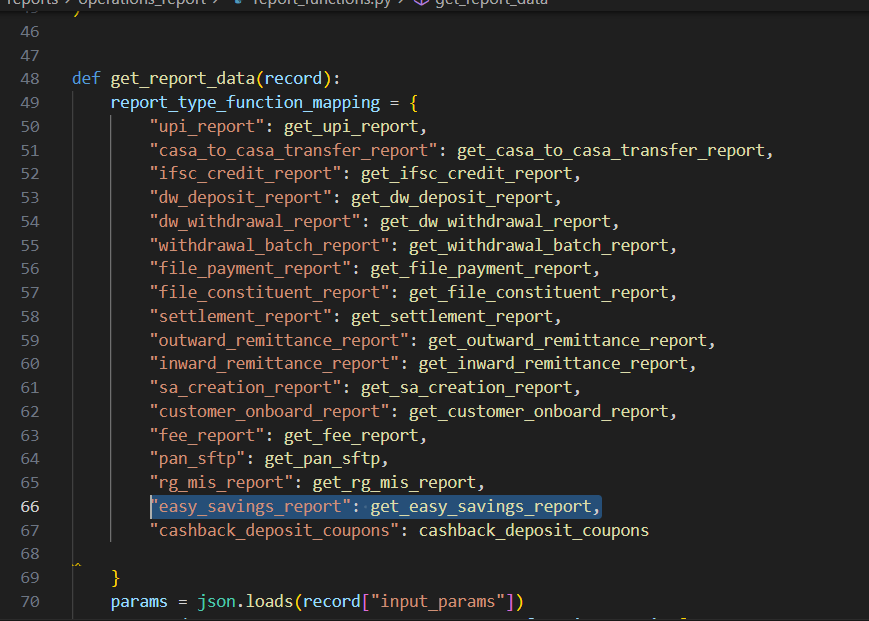 reports > operations_report > report_functions.py > get_report_data
46
47
48 def get_report_data(record):
49 report_type_function_mapping = {
50 "upi_report": get_upi_report,
51 "casa_to_casa_transfer_report": get_casa_to_casa_transfer_report,
52 "ifsc_credit_report": get_ifsc_credit_report,
53 "dw_deposit_report": get_dw_deposit_report,
54 "dw_withdrawal_report": get_dw_withdrawal_report,
55 "withdrawal_batch_report": get_withdrawal_batch_report,
56 "file_payment_report": get_file_payment_report,
57 "file_constituent_report": get_file_constituent_report,
58 "settlement_report": get_settlement_report,
59 "outward_remittance_report": get_outward_remittance_report,
60 "inward_remittance_report": get_inward_remittance_report,
61 "sa_creation_report": get_sa_creation_report,
62 "customer_onboard_report": get_customer_onboard_report,
63 "fee_report": get_fee_report,
64 "pan_sftp": get_pan_sftp,
65 "rg_mis_report": get_rg_mis_report,
66 "easy_savings_report": get_easy_savings_report,
67 "cashback_deposit_coupons": cashback_deposit_coupons
68
69 }
70 params = json.loads(record["input_params"])